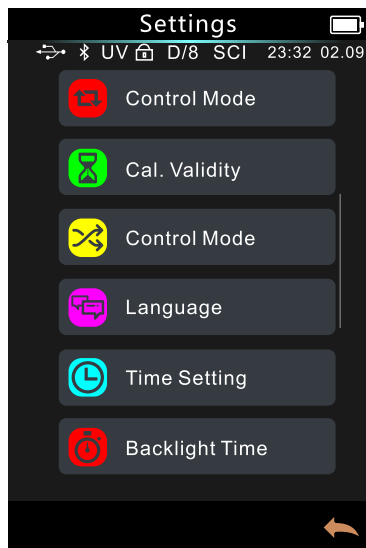 Settings
UV D/8 SCI 23:32 02.09
Control Mode
Cal. Validity
Control Mode
Language
Time Setting
Backlight Time